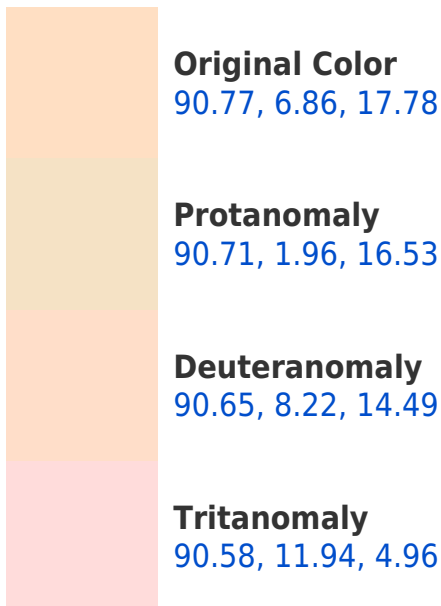 Original Color
90.77, 6.86, 17.78
Protanomaly
90.71, 1.96, 16.53
Deuteranomaly
90.65, 8.22, 14.49
Tritanomaly
90.58, 11.94, 4.96